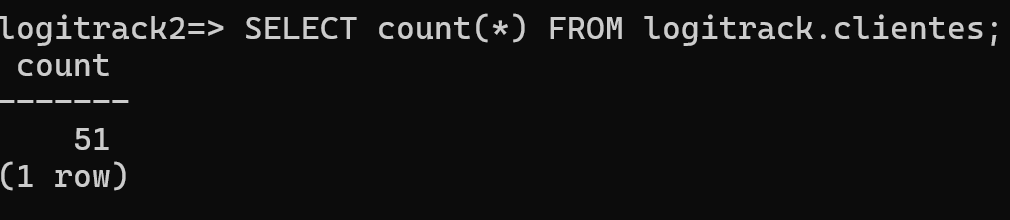 logitrack2=> SELECT count(*) FROM logitrack.clientes;
 count
-------
    51
(1 row)